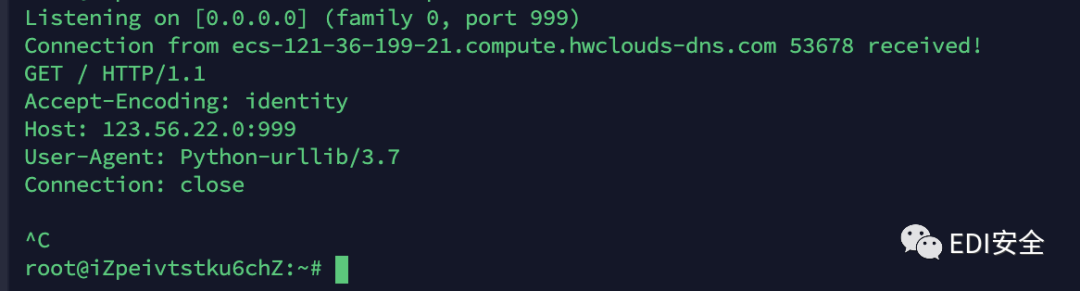 Listening on [0.0.0.0] (family 0, port 999)
Connection from ecs-121-36-199-21.compute.hwclouds-dns.com 53678 received!
GET / HTTP/1.1
Accept-Encoding: identity
Host: 123.56.22.0:999
User-Agent: Python-urllib/3.7
Connection: close
^C
EDI安全
root@iZpeivtstku6chZ:~#